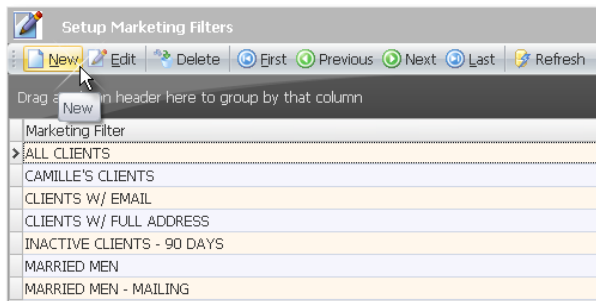 Setup Marketing Filters
New Edit Delete First Previous Next Last Refresh
Drag a n header here to group by that column
New
Marketing Filter
ALL CLIENTS
CAMILLE'S CLIENTS
CLIENTS W/ EMAIL
CLIENTS W/ FULL ADDRESS
INACTIVE CLIENTS - 90 DAYS
MARRIED MEN
MARRIED MEN - MAILING